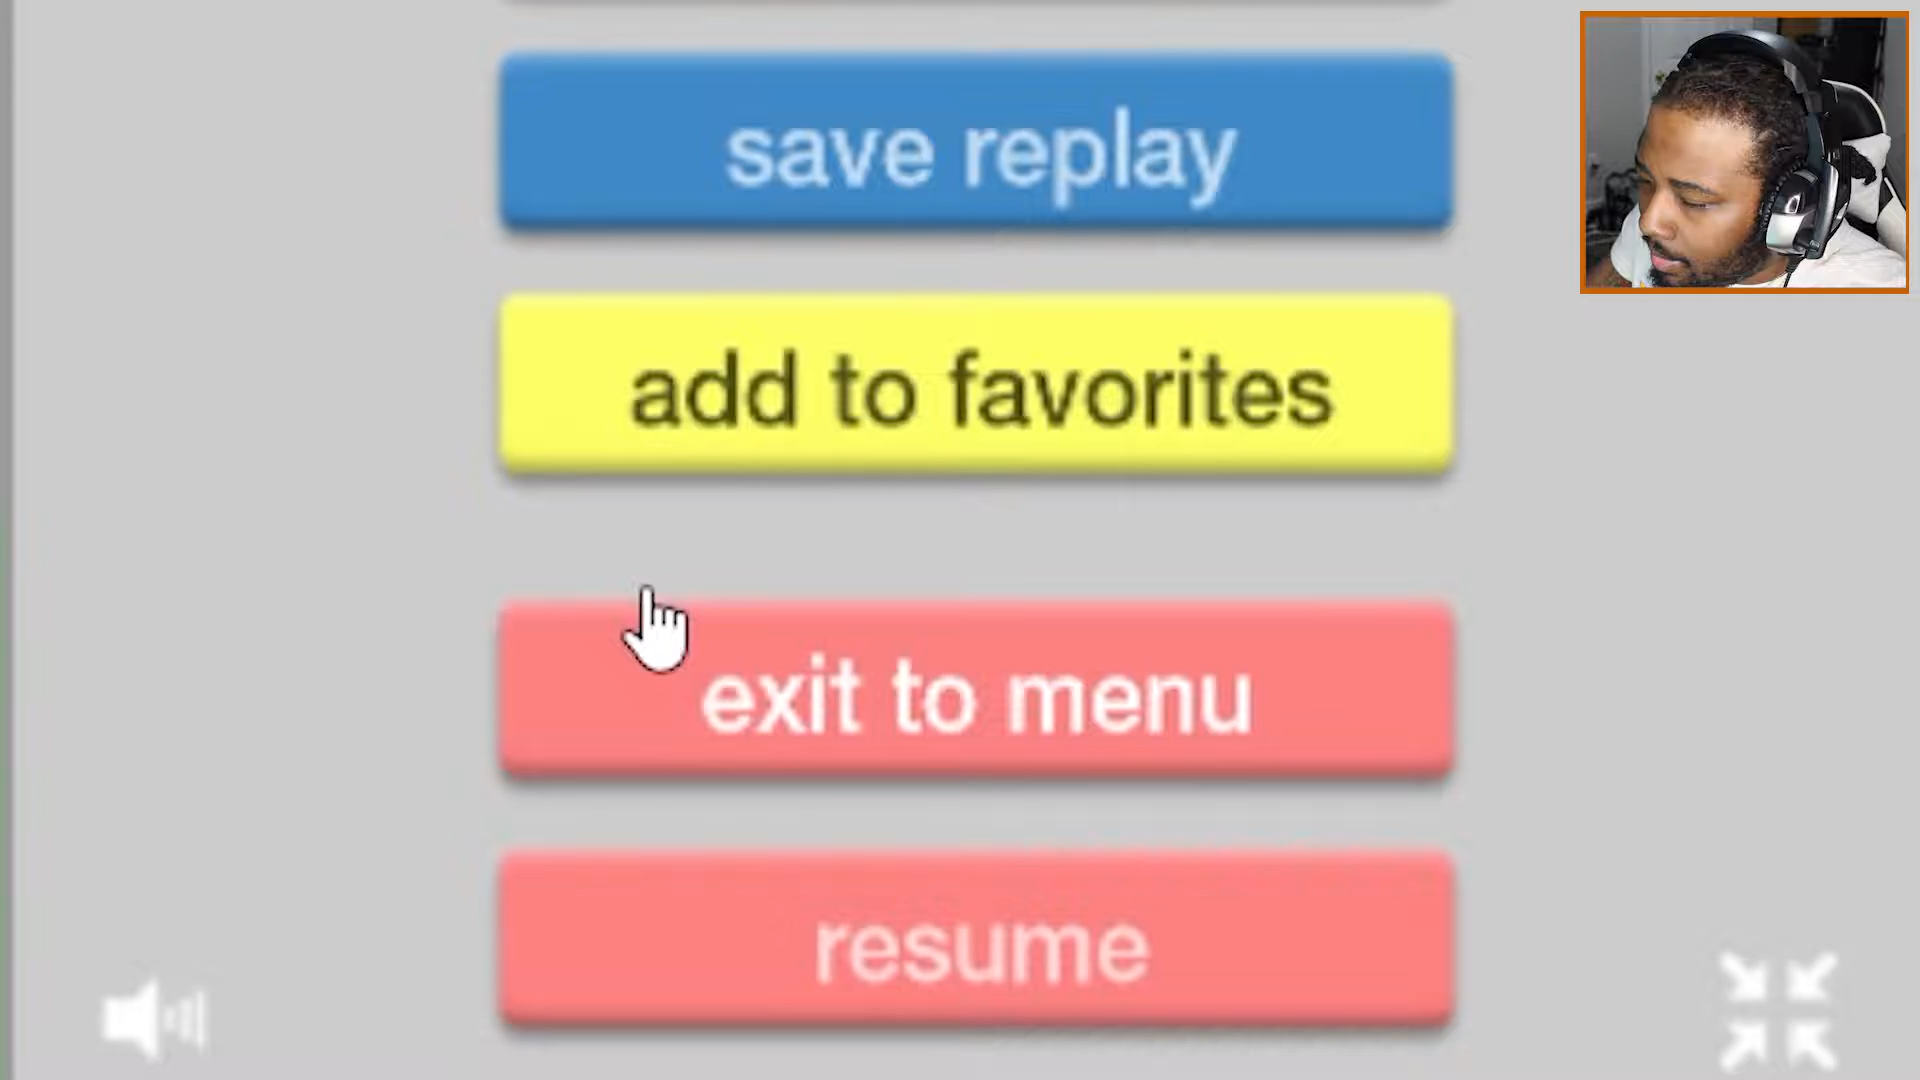 save replay
add to favorites
exit to menu
resume